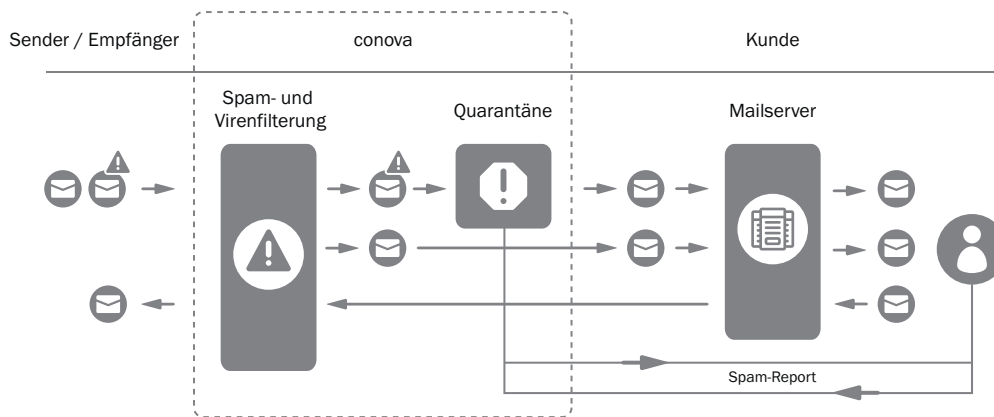 Sender / Empfänger
conova
Kunde
Spam- und
Virenfilterung
Quarantäne
Mailserver
Spam-Report